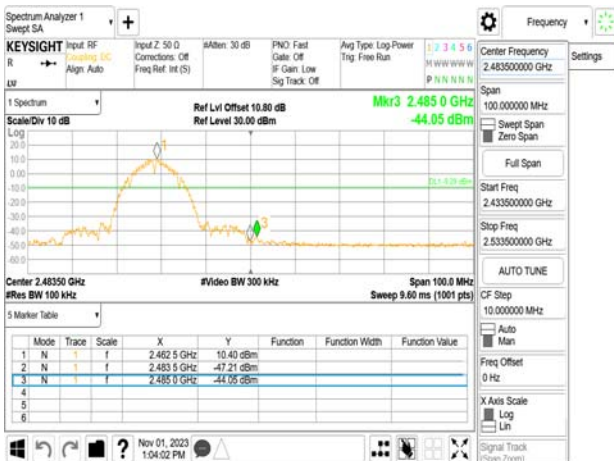 Spectrum Analyzer 1
Swept SA
Frequency
KEYSIGHT
R
Input: RF
Coupling: DC
Align: Auto
Input Z: 50 Ω
Corrections: Off
Freq Ref: Int (S)
#Atten: 30 dB
PNO: Fast
Gate: Off
IF Gain: Low
Sig Track: Off
Avg Type: Log-Power
Trig: Free Run
1 2 3 4 5 6
M W W W W W
P N N N N N
Settings
Center Frequency
2.483500000 GHz
Span
100.000000 MHz
Swept Span
Zero Span
Full Span
Start Freq
2.433500000 GHz
Stop Freq
2.533500000 GHz
AUTO TUNE
CF Step
10.000000 MHz
Auto
Man
Freq Offset
0 Hz
X Axis Scale
Log
Lin
Signal Track
(Span Zoom)
1 Spectrum
Scale/Div 10 dB
Ref Lvl Offset 10.80 dB
Ref Level 30.00 dBm
Mkr3 2.485 0 GHz
-44.05 dBm
Log
20.0
10.0
0.00
-10.0
-20.0
-30.0
-40.0
-50.0
-60.0
1
3
Center 2.48350 GHz
#Res BW 100 kHz
#Video BW 300 kHz
Span 100.0 MHz
Sweep 9.60 ms (1001 pts)
5 Marker Table
Mode Trace Scale X Y Function Function Width Function Value
1 N 1 f 2.462 5 GHz 10.40 dBm
2 N 1 f 2.483 5 GHz -47.21 dBm
3 N 1 f 2.485 0 GHz -44.05 dBm
4
5
6
?
Nov 01, 2023
1:04:02 PM